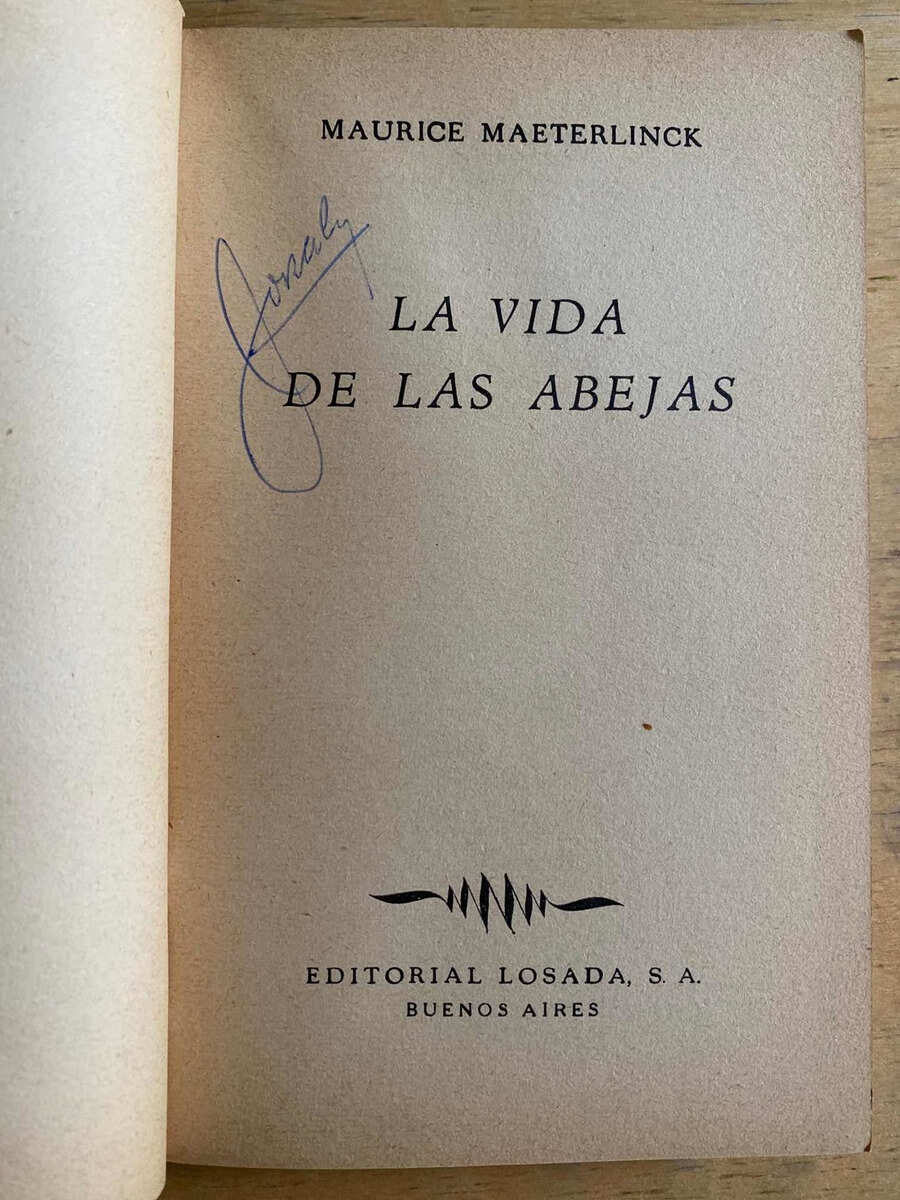 MAURICE MAETERLINCK
LA VIDA
DE LAS ABEJAS
EDITORIAL LOSADA, S. A.
BUENOS AIRES